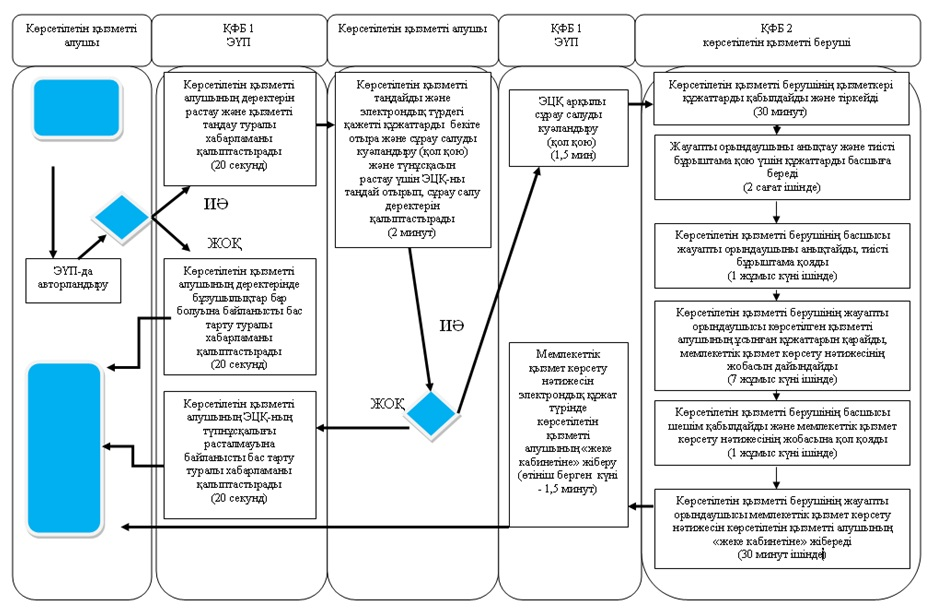 Көрсетілетін қызметті
алушы
ҚФБ 1
ЭҮП
Көрсетілетін қызметті алушы
ҚФБ 1
ЭҮП
ҚФБ 2
көрсетілетін қызметті беруші
ЭҮП-да
авторландыру
Көрсетілетін қызметті
алушының деректерін
растау және қызметті
таңдау туралы
хабарламаны
қалыптастырады
(20 секунд)
ИӘ
ЖОҚ
Көрсетілетін қызметті
алушының деректерінде
бұзушылықтар бар
болуына байланысты бас
тарту туралы
хабарламаны
қалыптастырады
(20 секунд)
Көрсетілетін қызметті
алушының ЭЦҚ-ның
түпнұсқалығы
расталмауына
байланысты бас тарту
туралы хабарламаны
қалыптастырады
(20 секунд)
Көрсетілетін қызметті
таңдайды және
электрондық түрдегі
қажетті құжаттарды бекіте
отыра және сұрау салуды
куәландыру (қол қою)
және түпнұсқасын
растау үшін ЭЦҚ-ны
таңдай отырып, сұрау салу
деректерін
қалыптастырады
(2 минут)
ИӘ
ЖОҚ
ЭЦҚ арқылы
сұрау салуды
куәландыру
(қол қою)
(1,5 мин)
Мемлекеттік
қызмет көрсету
нәтижесін
электрондық құжат
түрінде
көрсетілетін
қызметті
алушының «жеке
кабинетіне» жіберу
(өтініш берген күні
- 1,5 минут)
Көрсетілетін қызметті берушінің қызметкері
құжаттарды қабылдайды және тіркейді
(30 минут)
Жауапты орындаушыны анықтау және тиісті
бұрыштама қою үшін құжаттарды басшыға
береді
(2 сағат ішінде)
Көрсетілетін қызметті берушінің басшысы
жауапты орындаушыны анықтайды, тиісті
бұрыштама қояды
(1 жұмыс күні ішінде)
Көрсетілетін қызметті берушінің жауапты
орындаушысы көрсетілген қызметті
алушының ұсынған құжаттарын қарайды,
мемлекеттік қызмет көрсету нәтижесінің
жобасын дайындайды
(7 жұмыс күні ішінде)
Көрсетілетін қызметті берушінің басшысы
шешім қабылдайды және мемлекеттік қызмет
көрсету нәтижесінің жобасына қол қояды
(1 жұмыс күні ішінде)
Көрсетілетін қызметті берушінің жауапты
орындаушысы мемлекеттік қызмет көрсету
нәтижесін көрсетілетін қызметті алушының
«жеке кабинетіне» жібереді
(30 минут ішінде)